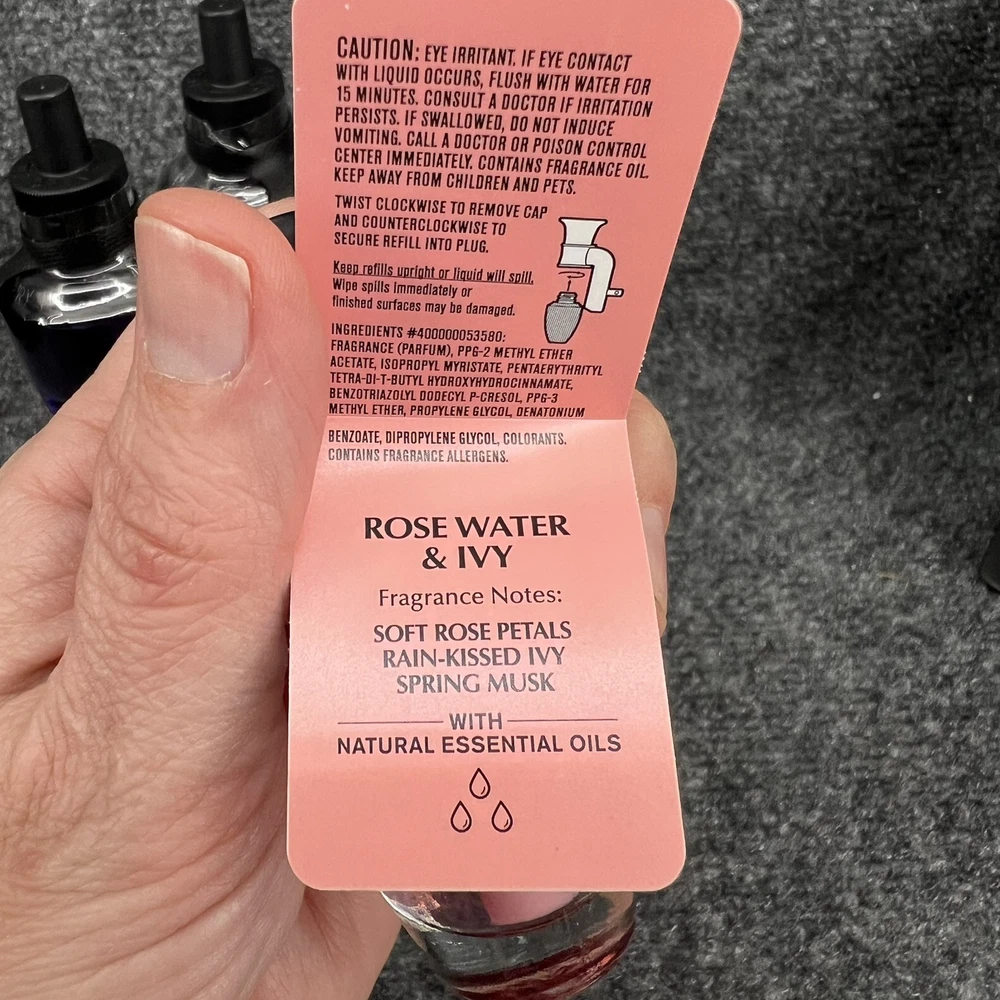 CAUTION: EYE IRRITANT. IF EYE CONTACT
WITH LIQUID OCCURS, FLUSH WITH WATER FOR
15 MINUTES. CONSULT A DOCTOR IF IRRITATION
PERSISTS. IF SWALLOWED, DO NOT INDUCE
VOMITING. CALL A DOCTOR OR POISON CONTROL
CENTER IMMEDIATELY. CONTAINS FRAGRANCE OIL.
KEEP AWAY FROM CHILDREN AND PETS.
TWIST CLOCKWISE TO REMOVE CAP
AND COUNTERCLOCKWISE TO
SECURE REFILL INTO PLUG.
Keep refills upright or liquid will spill.
Wipe spills immediately or
finished surfaces may be damaged.
INGREDIENTS #400000053580:
FRAGRANCE (PARFUM), PPG-2 METHYL ETHER
ACETATE, ISOPROPYL MYRISTATE, PENTAERYTHRITYL
TETRA-DI-T-BUTYL HYDROXYHYDROCINNAMATE,
BENZOTRIAZOLYL DODECYL P-CRESOL, PPG-3
METHYL ETHER, PROPYLENE GLYCOL, DENATONIUM
BENZOATE, DIPROPYLENE GLYCOL, COLORANTS.
CONTAINS FRAGRANCE ALLERGENS.
ROSE WATER
& IVY
Fragrance Notes:
SOFT ROSE PETALS
RAIN-KISSED IVY
SPRING MUSK
WITH
NATURAL ESSENTIAL OILS